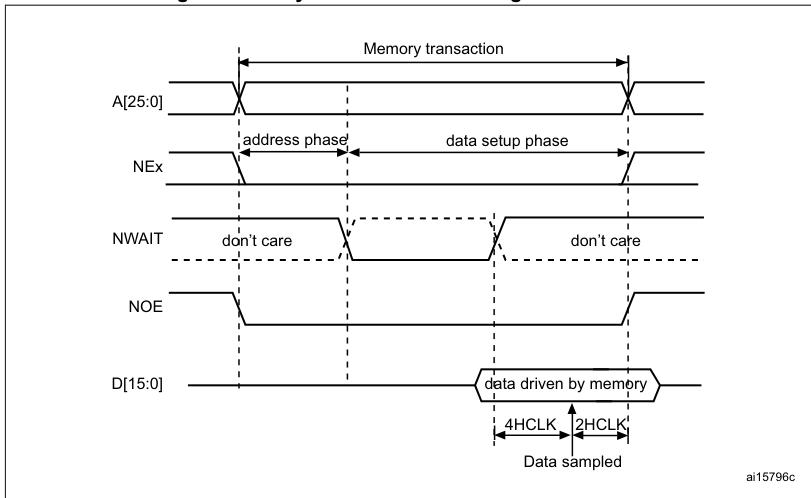 Memory transaction
A[25:0]
address phase
data setup phase
NEx
NWAIT
don’t care
don’t care
NOE
D[15:0]
data driven by memory
4HCLK
2HCLK
Data sampled
ai15796c